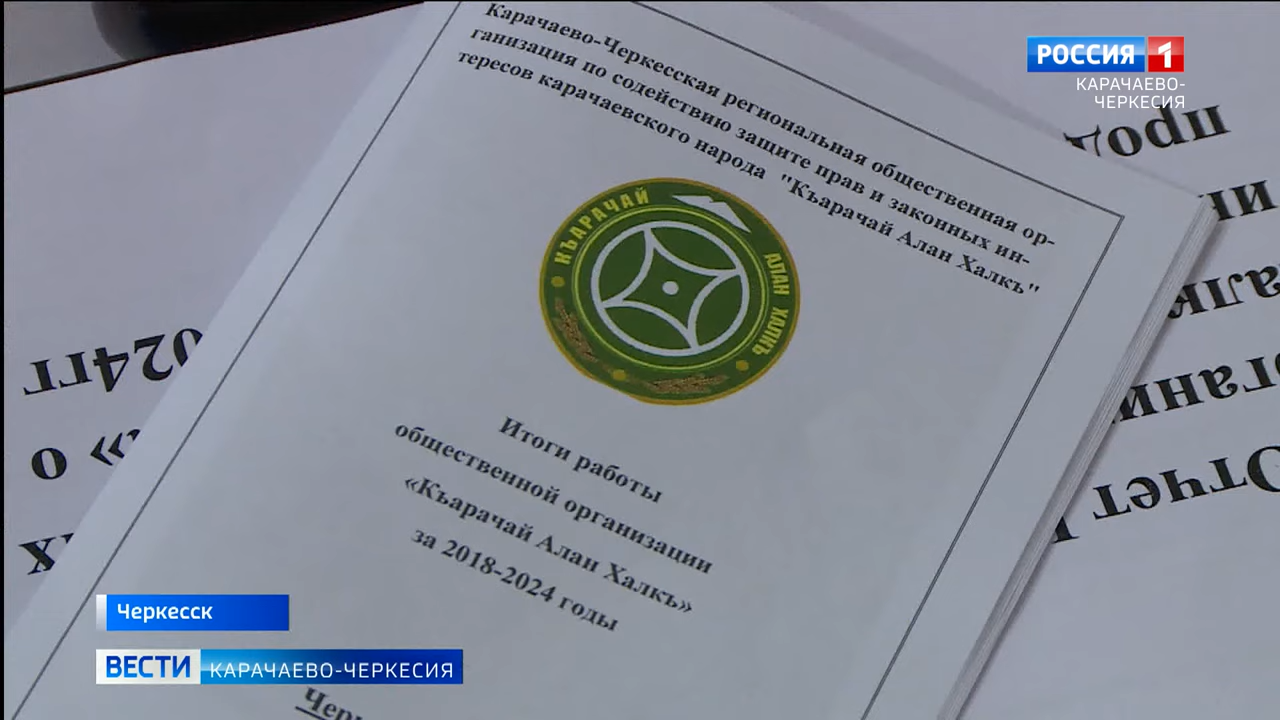 Карачаево-Черкесская региональная общественная ор-
ганизация по содействию защите прав и законных ин-
тересов карачаевского народа "Къарачай Алан Халкъ"
КЪАРАЧАЙ АЛАН ХАЛКЪ
Итоги работы
общественной организации
«Къарачай Алан Халкъ»
за 2018-2024 годы
РОССИЯ 1
КАРАЧАЕВО-
ЧЕРКЕСИЯ
024гг
» о
Отчет
Черкесск
ВЕСТИ КАРАЧАЕВО-ЧЕРКЕСИЯ